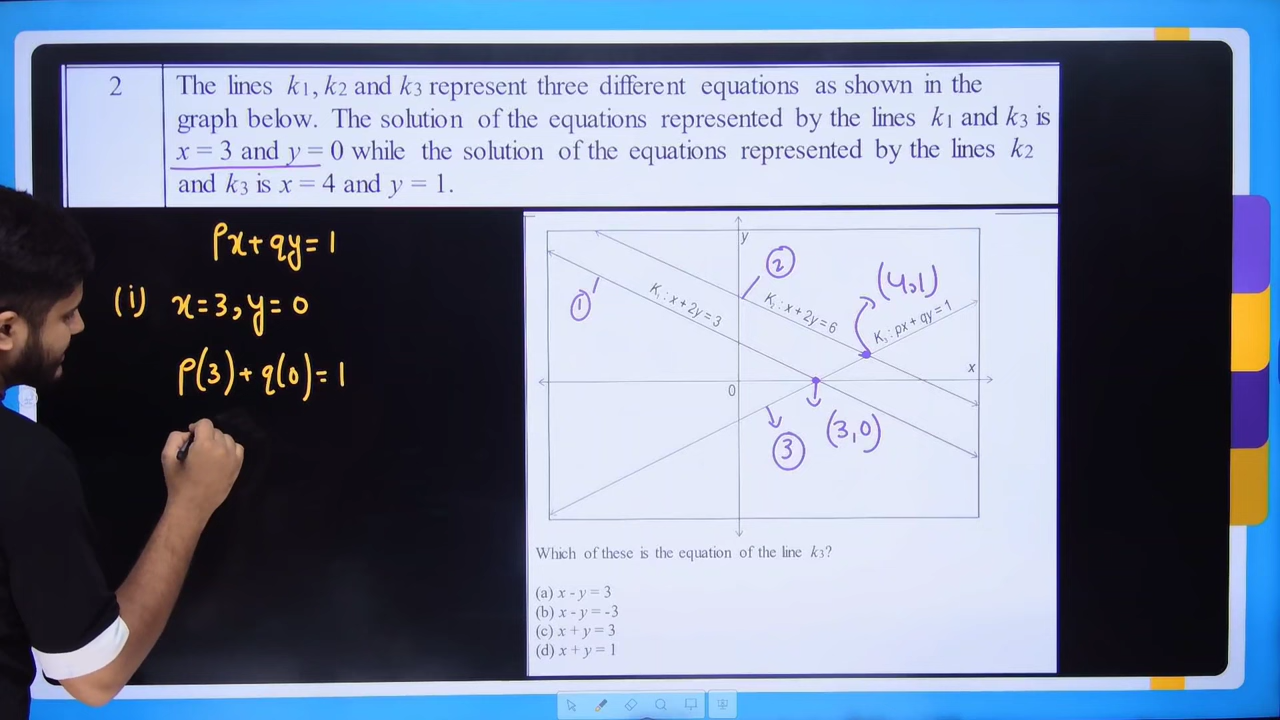 2
The lines k1, k2 and k3 represent three different equations as shown in the
graph below. The solution of the equations represented by the lines k1 and k3 is
x = 3 and y = 0 while the solution of the equations represented by the lines k2
and k3 is x = 4 and y = 1.
px+qy=1
(i) x=3, y=0
p(3)+q(0)=1
y
②
(4,1)
①
K1 : x + 2y = 3
K2 : x + 2y = 6
K3 : px + qy = 1
x
0
(3,0)
③
Which of these is the equation of the line k3?
(a) x - y = 3
(b) x - y = -3
(c) x + y = 3
(d) x + y = 1